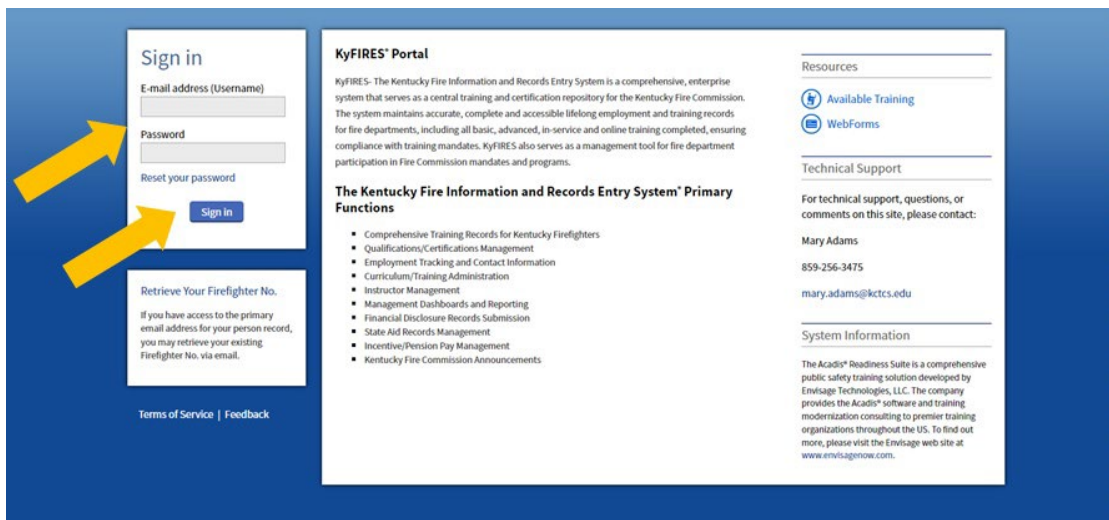 Sign in
E-mail address (Username)
Password
Reset your password
Sign in
Retrieve Your Firefighter No.
If you have access to the primary
email address for your person record,
you may retrieve your existing
Firefighter No. via email.
Terms of Service | Feedback
KyFIRES® Portal
KyFIRES- The Kentucky Fire Information and Records Entry System is a comprehensive, enterprise
system that serves as a central training and certification repository for the Kentucky Fire Commission.
The system maintains accurate, complete and accessible lifelong employment and training records
for fire departments, including all basic, advanced, in-service and online training completed, ensuring
compliance with training mandates. KyFIRES also serves as a management tool for fire department
participation in Fire Commission mandates and programs.
The Kentucky Fire Information and Records Entry System® Primary
Functions
▪ Comprehensive Training Records for Kentucky Firefighters
▪ Qualifications/Certifications Management
▪ Employment Tracking and Contact Information
▪ Curriculum/Training Administration
▪ Instructor Management
▪ Management Dashboards and Reporting
▪ Financial Disclosure Records Submission
▪ State Aid Records Management
▪ Incentive/Pension Pay Management
▪ Kentucky Fire Commission Announcements
Resources
Available Training
WebForms
Technical Support
For technical support, questions, or
comments on this site, please contact:
Mary Adams
859-256-3475
mary.adams@kctcs.edu
System Information
The Acadis® Readiness Suite is a comprehensive
public safety training solution developed by
Envisage Technologies, LLC. The company
provides the Acadis® software and training
modernization consulting to premier training
organizations throughout the US. To find out
more, please visit the Envisage web site at
www.envisagenow.com.